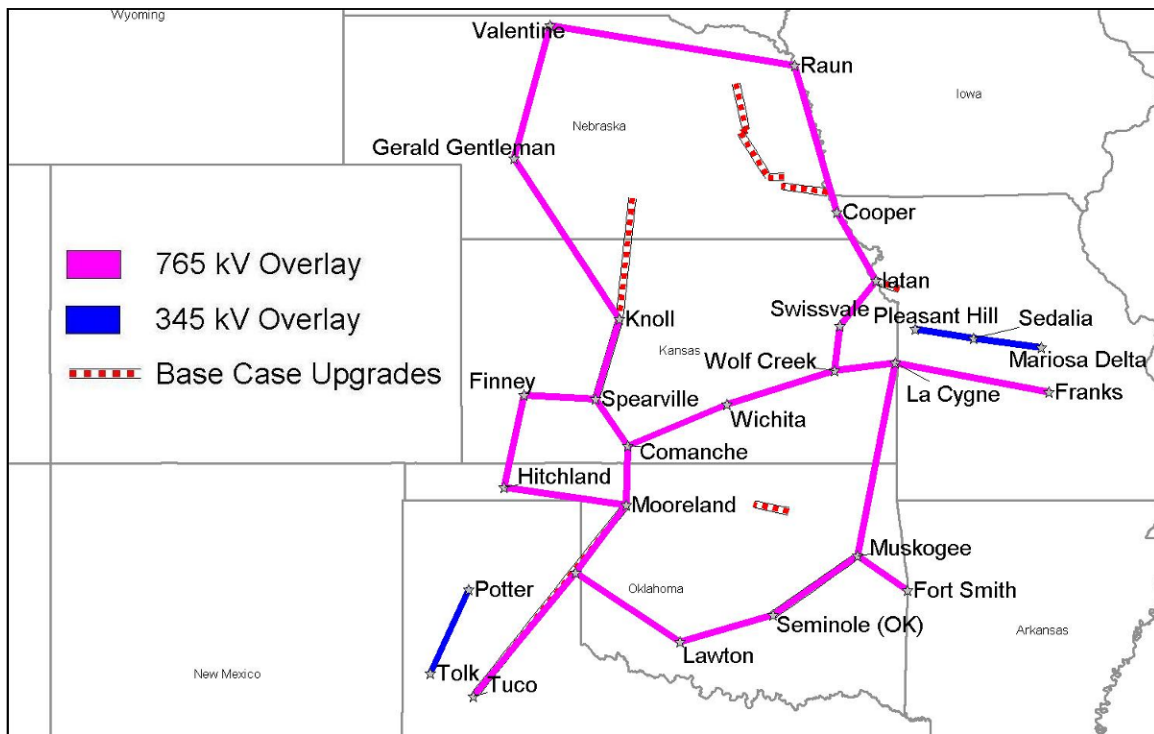 Wyoming
Valentine
Raun
Iowa
Nebraska
Gerald Gentleman
Cooper
765 kV Overlay
345 kV Overlay
Base Case Upgrades
Iatan
Knoll
Swissvale
Pleasant Hill
Sedalia
Kansas
Mariosa Delta
Wolf Creek
Finney
Spearville
La Cygne
Franks
Wichita
Comanche
Hitchland
Mooreland
Muskogee
Potter
Oklahoma
Fort Smith
Seminole (OK)
Arkansas
Lawton
New Mexico
Tolk
Tuco